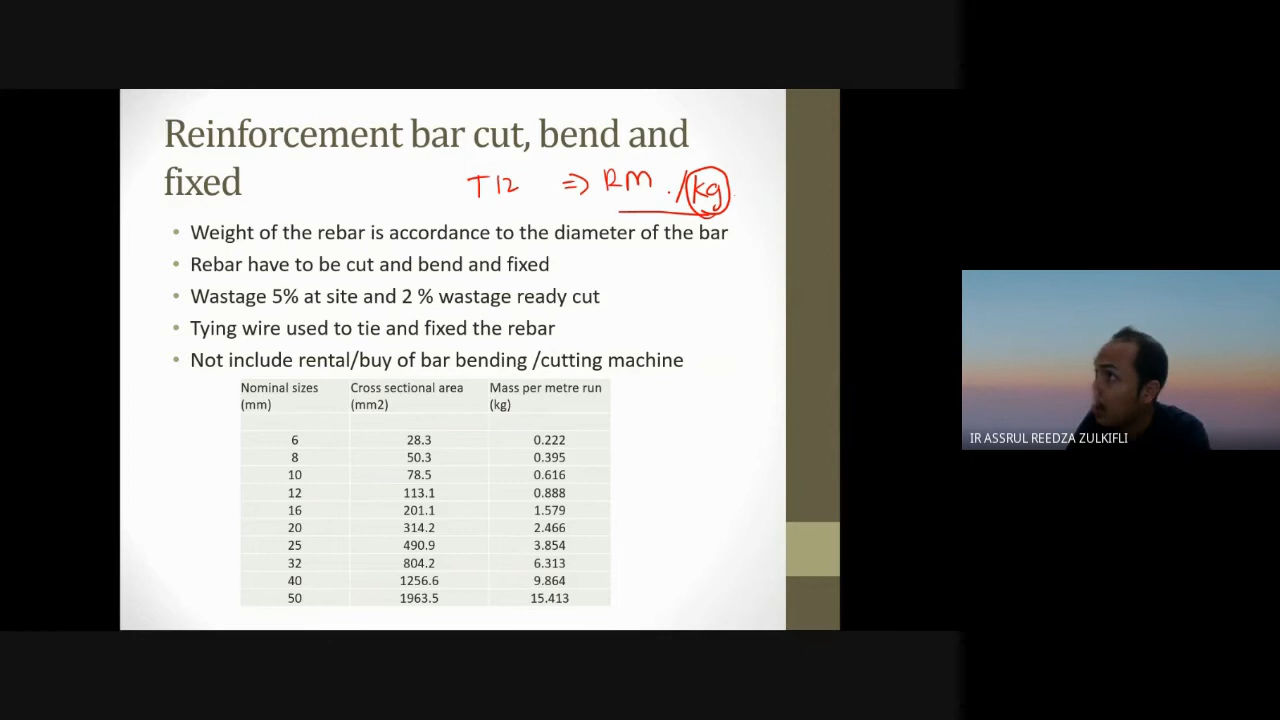 Reinforcement bar cut, bend and
fixed
T12 => RM ./kg
• Weight of the rebar is accordance to the diameter of the bar
• Rebar have to be cut and bend and fixed
• Wastage 5% at site and 2 % wastage ready cut
• Tying wire used to tie and fixed the rebar
• Not include rental/buy of bar bending /cutting machine
Nominal sizes Cross sectional area Mass per metre run
(mm) (mm2) (kg)
6 28.3 0.222
8 50.3 0.395
10 78.5 0.616
12 113.1 0.888
16 201.1 1.579
20 314.2 2.466
25 490.9 3.854
32 804.2 6.313
40 1256.6 9.864
50 1963.5 15.413
IR ASSRUL REEDZA ZULKIFLI